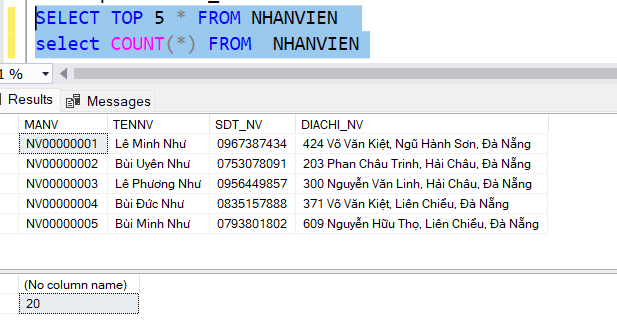 SELECT TOP 5 * FROM NHANVIEN
select COUNT(*) FROM NHANVIEN
1 %
Results Messages
MANV TENNV SDT_NV DIACHI_NV
NV00000001 Lê Minh Như 0967387434 424 Võ Văn Kiệt, Ngũ Hành Sơn, Đà Nẵng
NV00000002 Bùi Uyên Như 0753078091 203 Phan Châu Trinh, Hải Châu, Đà Nẵng
NV00000003 Lê Phương Như 0956449857 300 Nguyễn Văn Linh, Hải Châu, Đà Nẵng
NV00000004 Bùi Đức Như 0835157888 371 Võ Văn Kiệt, Liên Chiểu, Đà Nẵng
NV00000005 Bùi Minh Như 0793801802 609 Nguyễn Hữu Thọ, Liên Chiểu, Đà Nẵng
(No column name)
20